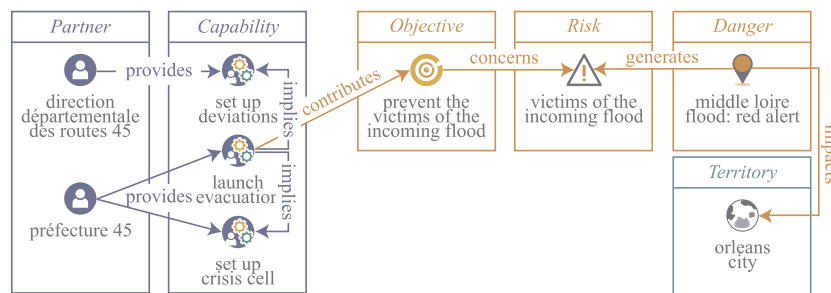 Partner
Capability
Objective
Risk
Danger
provides
contributes
concerns
generates
direction
départementale
des routes 45
set up
deviations
implies
prevent the
victims of the
incoming flood
victims of the
incoming flood
middle loire
flood: red alert
impacts
provides
launch
evacuation
implies
Territory
préfecture 45
set up
crisis cell
orleans
city